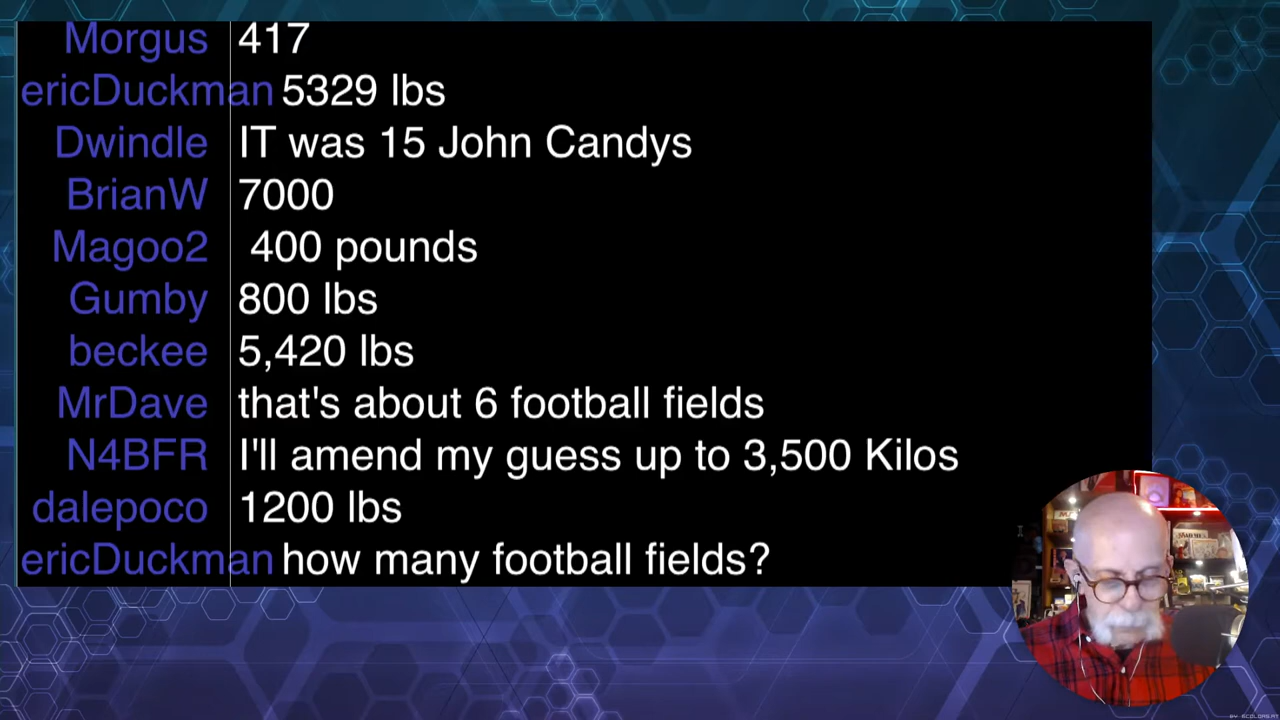 Morgus 417
ericDuckman 5329 lbs
Dwindle IT was 15 John Candys
BrianW 7000
Magoo2 400 pounds
Gumby 800 lbs
beckee 5,420 lbs
MrDave that's about 6 football fields
N4BFR I'll amend my guess up to 3,500 Kilos
dalepoco 1200 lbs
ericDuckman how many football fields?